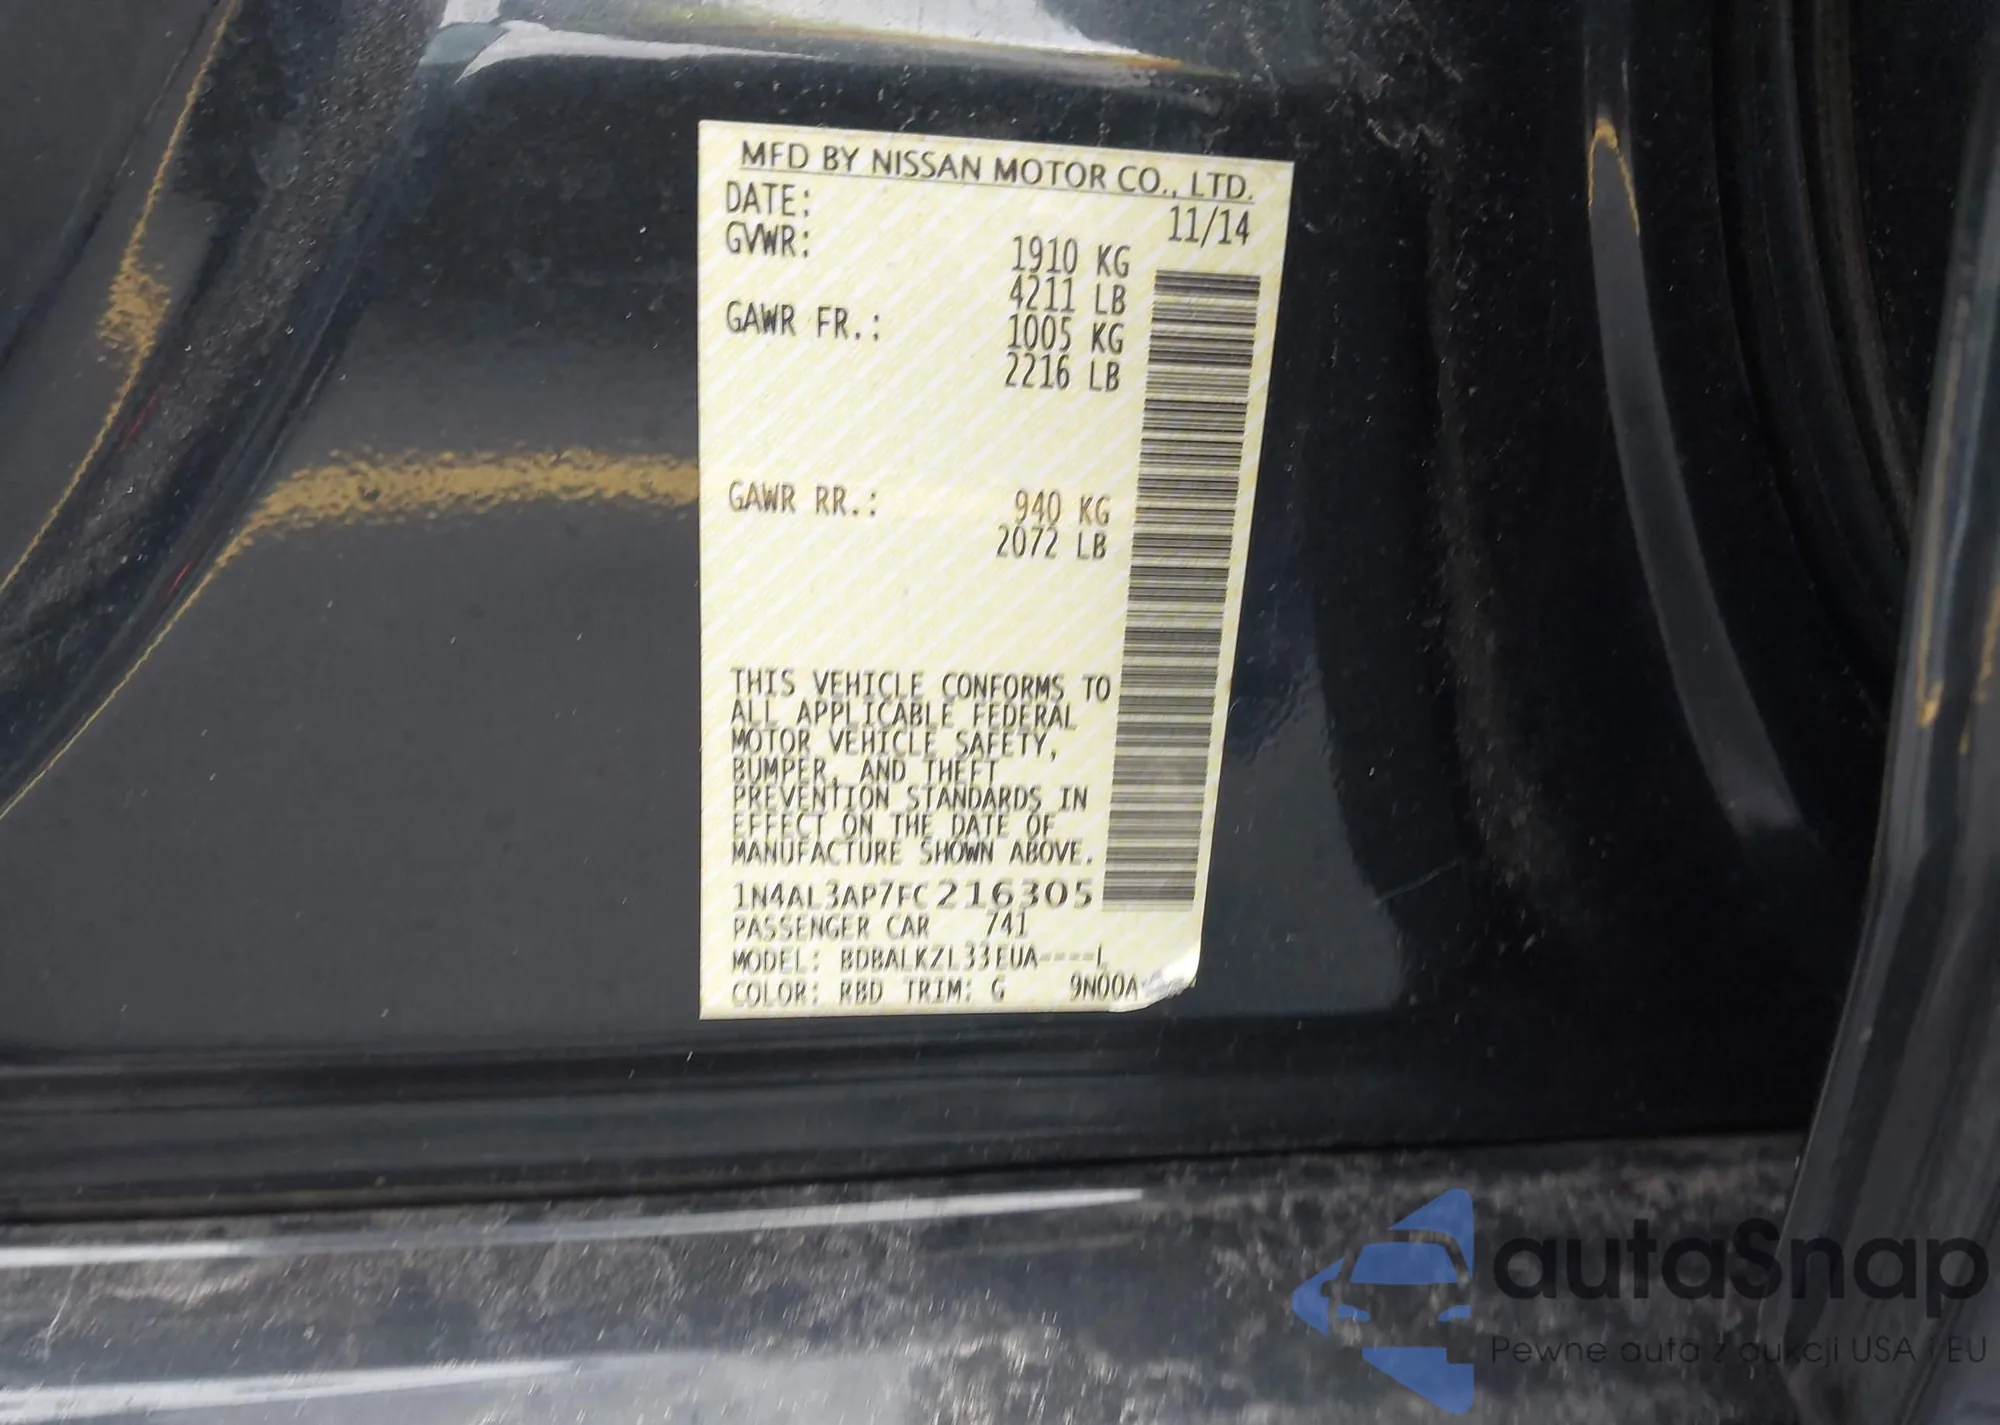 MFD BY NISSAN MOTOR CO., LTD.
DATE: 11/14
GVWR: 1910 KG
4211 LB
GAWR FR.: 1005 KG
2216 LB
GAWR RR.: 940 KG
2072 LB
THIS VEHICLE CONFORMS TO
ALL APPLICABLE FEDERAL
MOTOR VEHICLE SAFETY,
BUMPER, AND THEFT
PREVENTION STANDARDS IN
EFFECT ON THE DATE OF
MANUFACTURE SHOWN ABOVE.
1N4AL3AP7FC216305
PASSENGER CAR 741
MODEL: BDBALKZL33EUA----L
COLOR: RBD TRIM: G 9N00A
autaSnap
Pewne auta z aukcji USA i EU